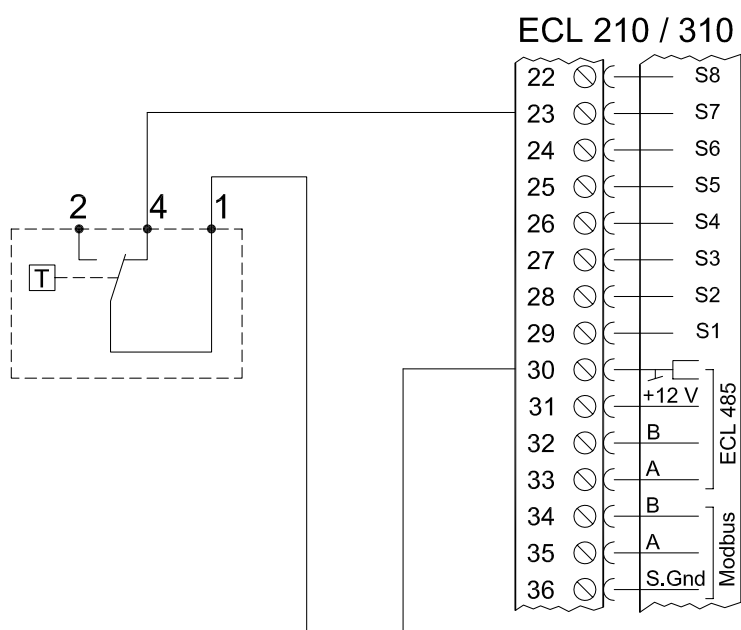 ECL 210 / 310
22 S8
23 S7
24 S6
25 S5
26 S4
27 S3
28 S2
29 S1
30
31 +12 V
32 B
33 A
ECL 485
34 B
35 A
36 S.Gnd
Modbus
2 4 1
T